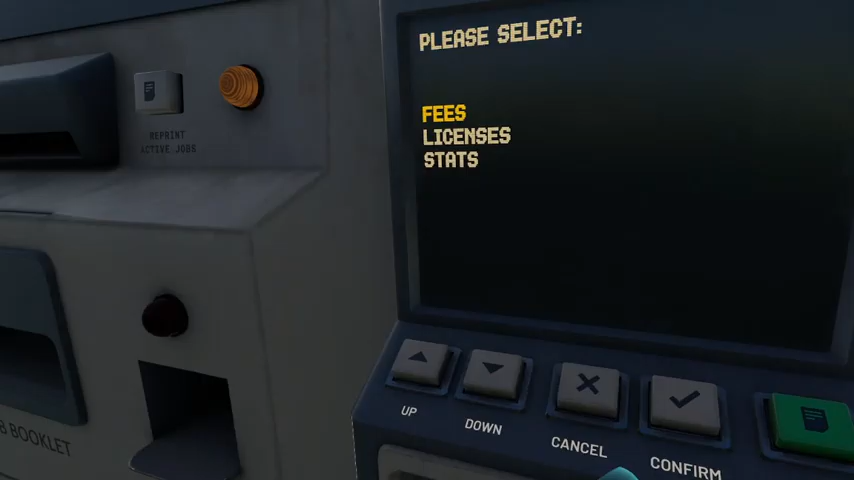 PLEASE SELECT:
FEES
LICENSES
STATS
REPRINT
ACTIVE JOBS
UP
DOWN
CANCEL
CONFIRM
B BOOKLET